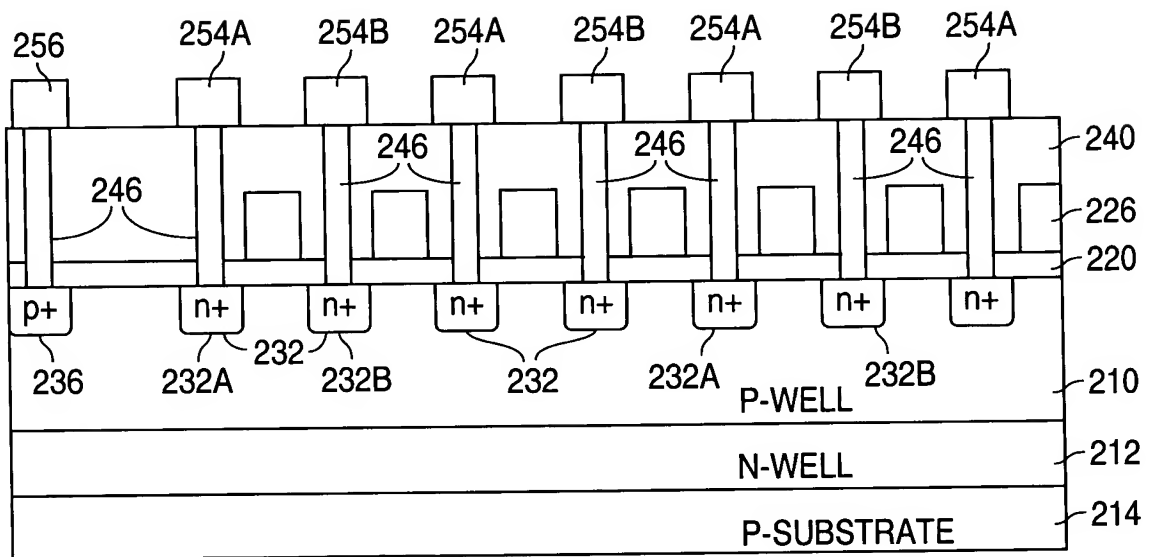 256 254A 254B 254A 254B 254A 254B 254A
246 246 246 240
246 226
220
p+ n+ n+ n+ n+ n+ n+ n+
232 232
236 232A 232B 232A 232B 210
P-WELL
N-WELL 212
P-SUBSTRATE 214